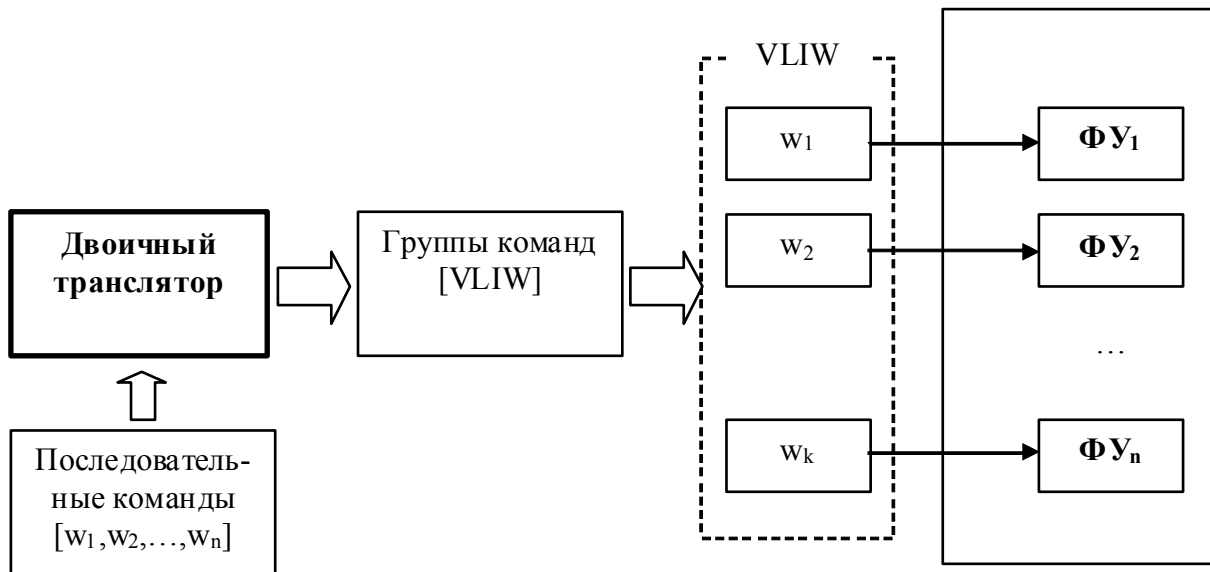 VLIW
w₁
ФУ₁
Двоичный
транслятор
Группы команд
[VLIW]
w₂
ФУ₂
...
Последователь-
ные команды
[w₁,w₂,...,wₙ]
wₖ
ФУₙ